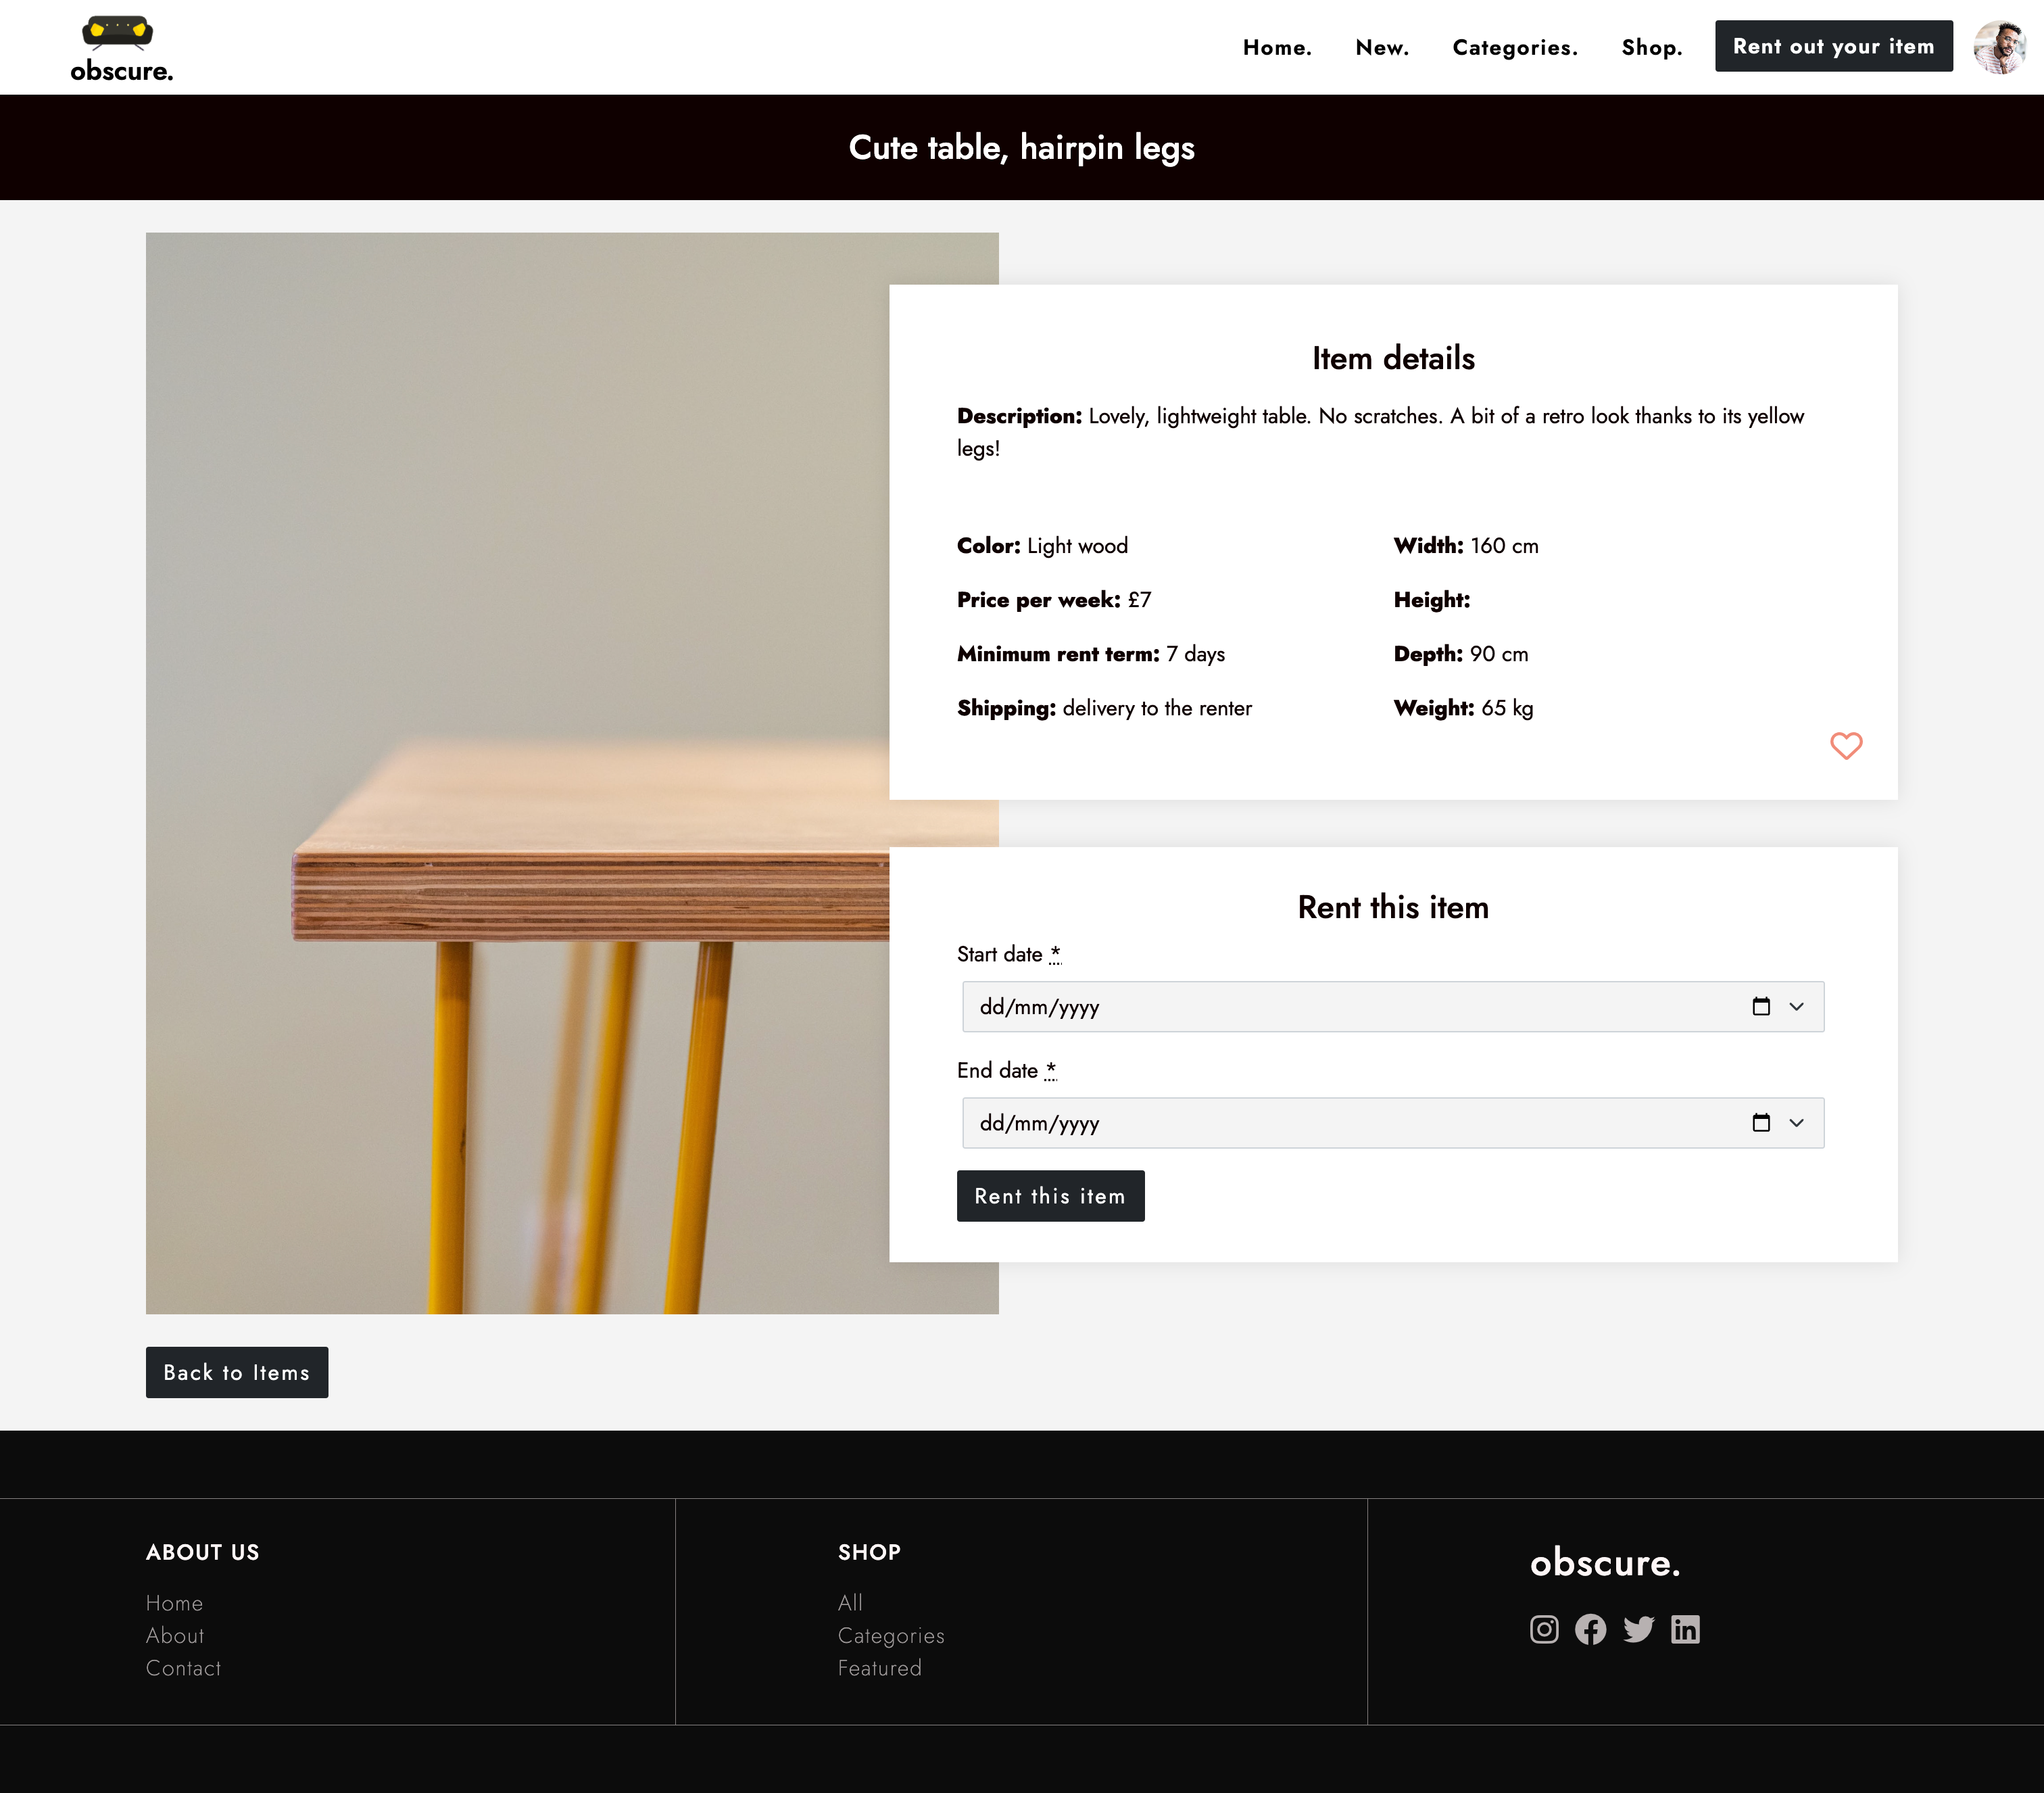 obscure.
Home.
New.
Categories.
Shop.
Rent out your item
Cute table, hairpin legs
Item details
Description: Lovely, lightweight table. No scratches. A bit of a retro look thanks to its yellow
legs!
Color: Light wood
Price per week: £7
Minimum rent term: 7 days
Shipping: delivery to the renter
Width: 160 cm
Height:
Depth: 90 cm
Weight: 65 kg
Rent this item
Start date *
dd/mm/yyyy
End date *
dd/mm/yyyy
Rent this item
Back to Items
ABOUT US
Home
About
Contact
SHOP
All
Categories
Featured
obscure.